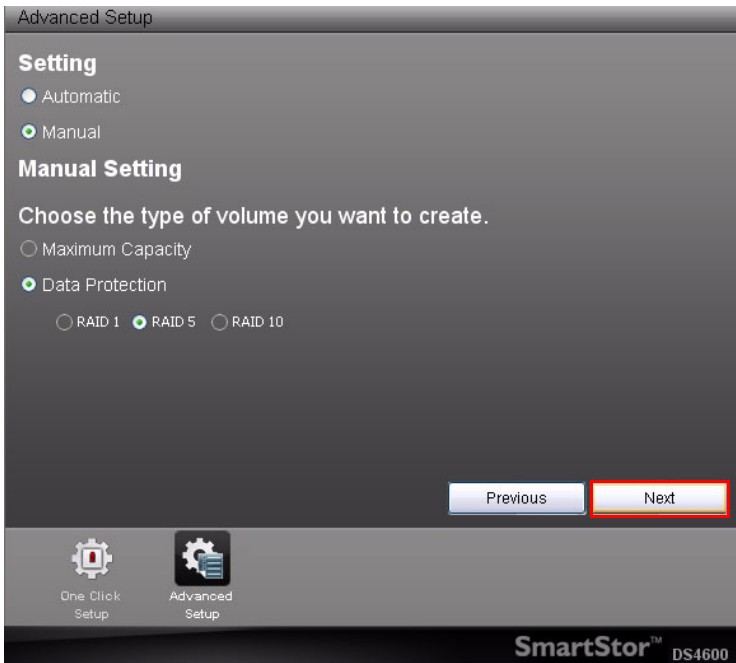 Advanced Setup
Setting
Automatic
Manual
Manual Setting
Choose the type of volume you want to create.
Maximum Capacity
Data Protection
RAID 1 RAID 5 RAID 10
Previous Next
One Click Advanced
Setup Setup
SmartStor™ DS4600